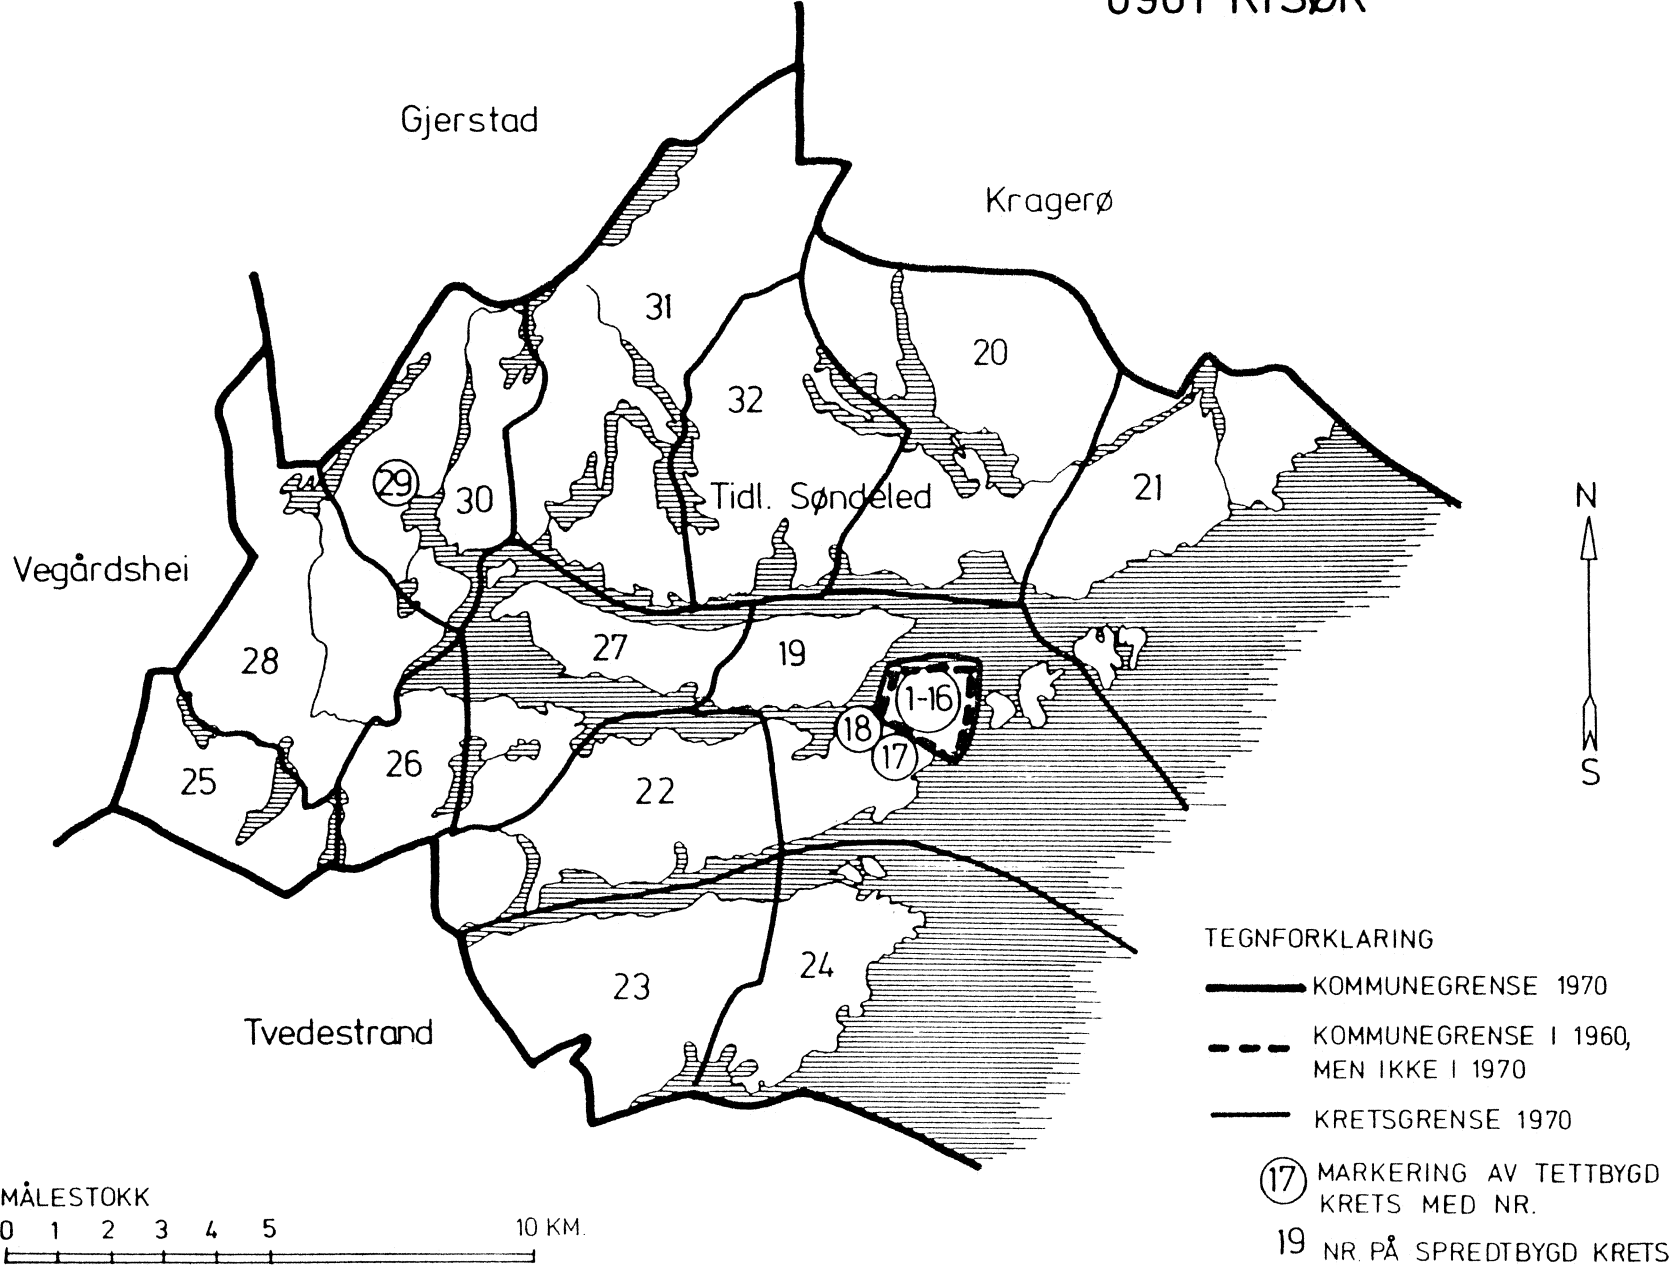 0901 RISØR
Gjerstad
Kragerø
31
20
32
29
30
Tidl. Søndeled
21
N
Vegårdshei
28
27
19
1-16
18
17
25
26
22
S
23
24
Tvedestrand
TEGNFORKLARING
KOMMUNEGRENSE 1970
KOMMUNEGRENSE I 1960,
MEN IKKE I 1970
KRETSGRENSE 1970
17 MARKERING AV TETTBYGD
KRETS MED NR.
19 NR. PÅ SPREDTBYGD KRETS
MÅLESTOKK
0 1 2 3 4 5 10 KM.